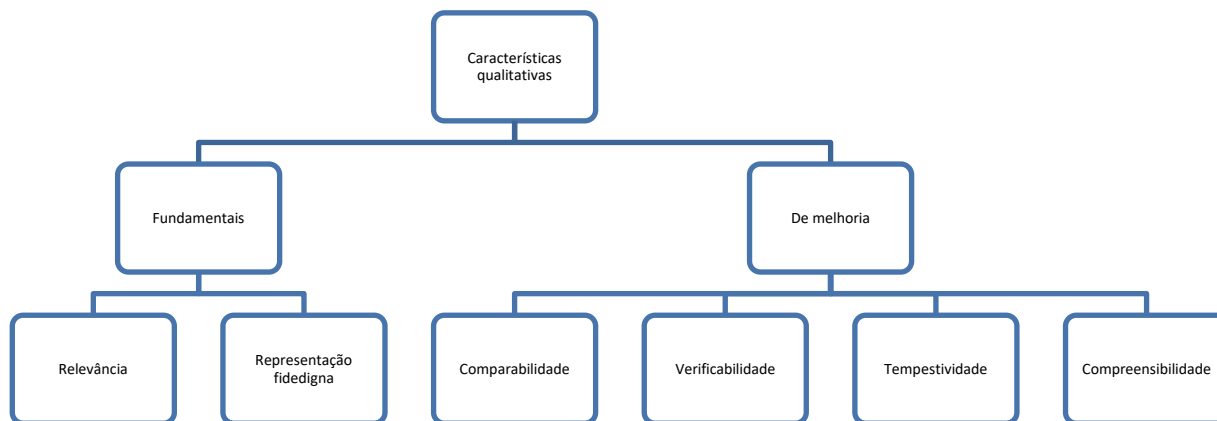 Características
qualitativas
Fundamentais
De melhoria
Relevância
Representação
fidedigna
Comparabilidade
Verificabilidade
Tempestividade
Compreensibilidade